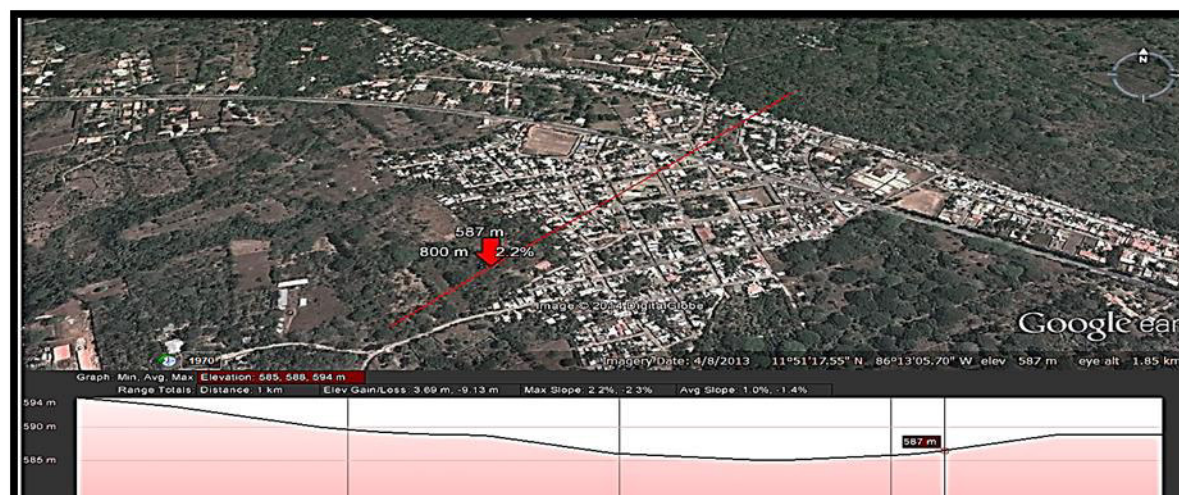 N
587 m
800 m 2.2%
Image © 2014 DigitalGlobe
Google ear
1970
Imagery Date: 4/8/2013 11°51'17.55" N 86°13'05.70" W elev 587 m eye alt 1.85 km
Graph: Min, Avg, Max Elevation: 585, 588, 594 m
Range Totals: Distance: 1 km Elev Gain/Loss: 3.69 m, -9.13 m Max Slope: 2.2%, -2.3% Avg Slope: 1.0%, -1.4%
594 m
590 m
587 m
585 m